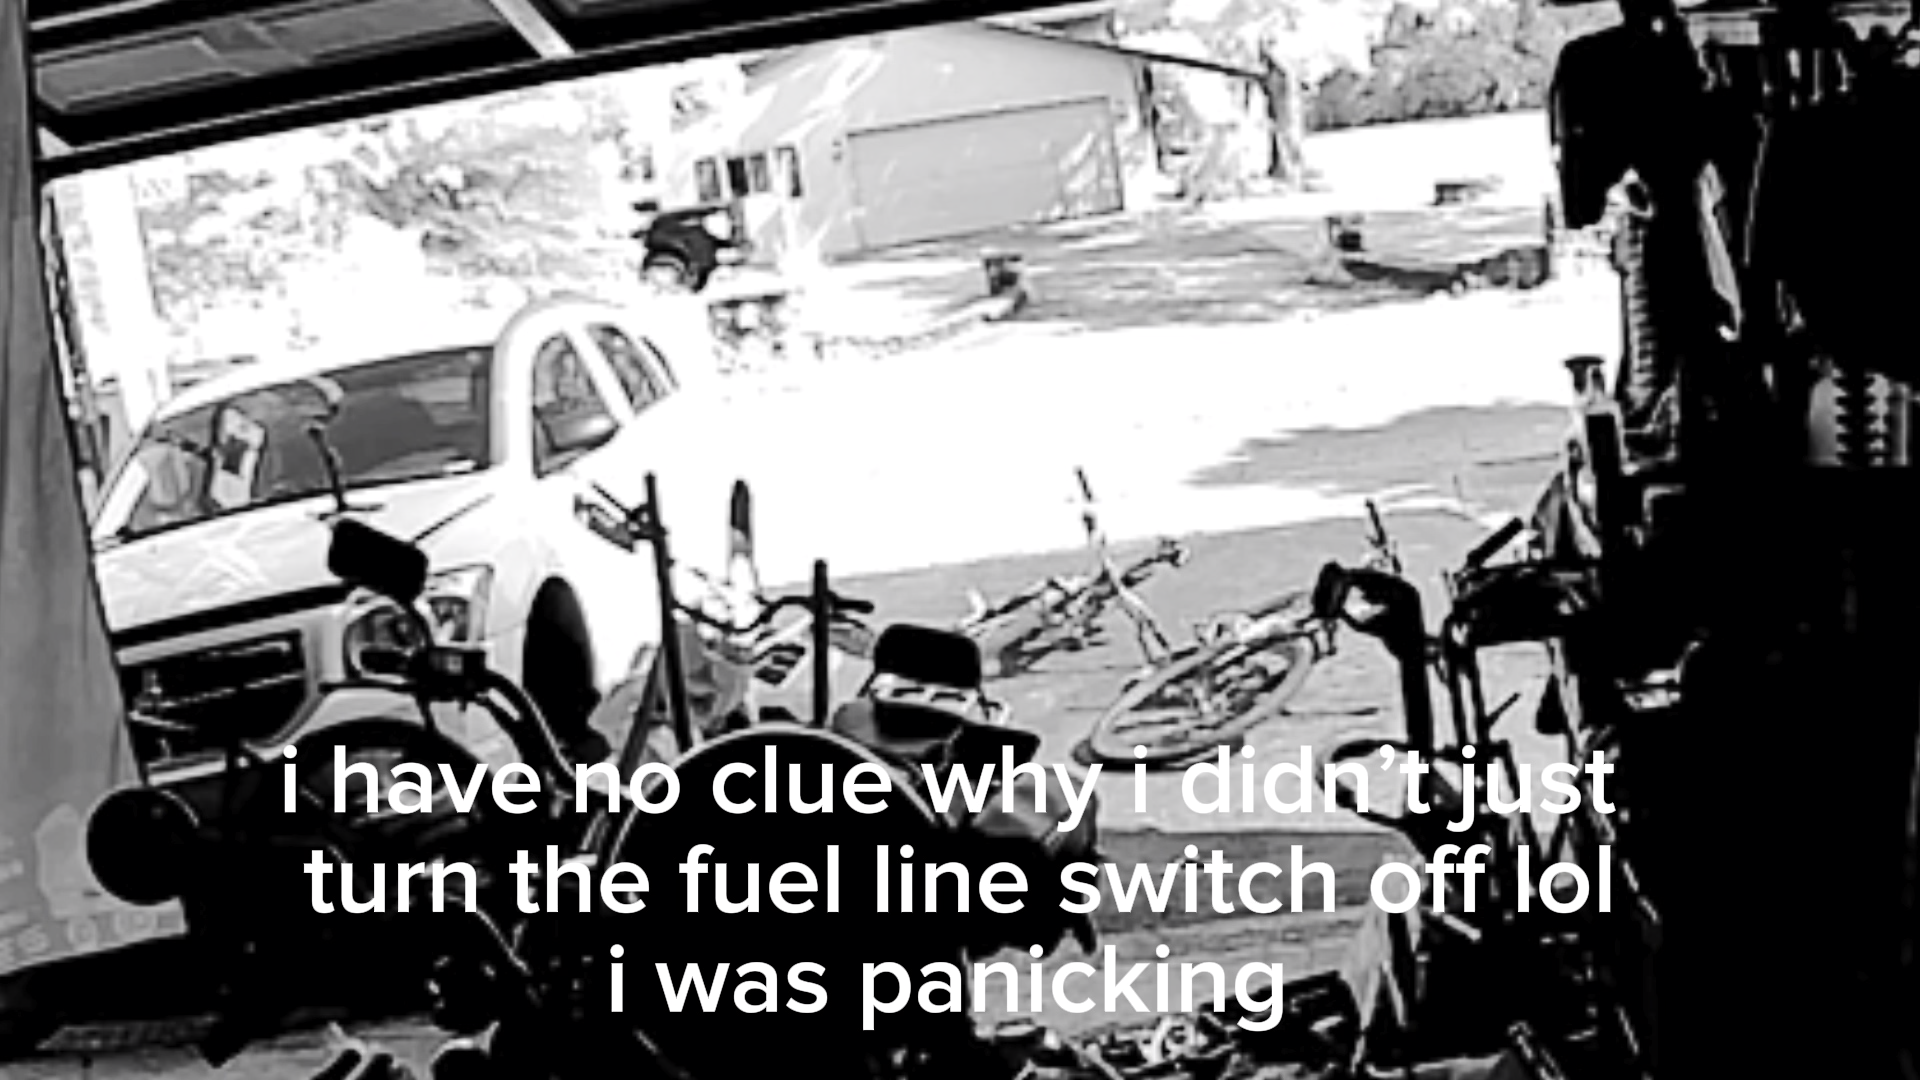 i have no clue why i didn’t just
turn the fuel line switch off lol
i was panicking